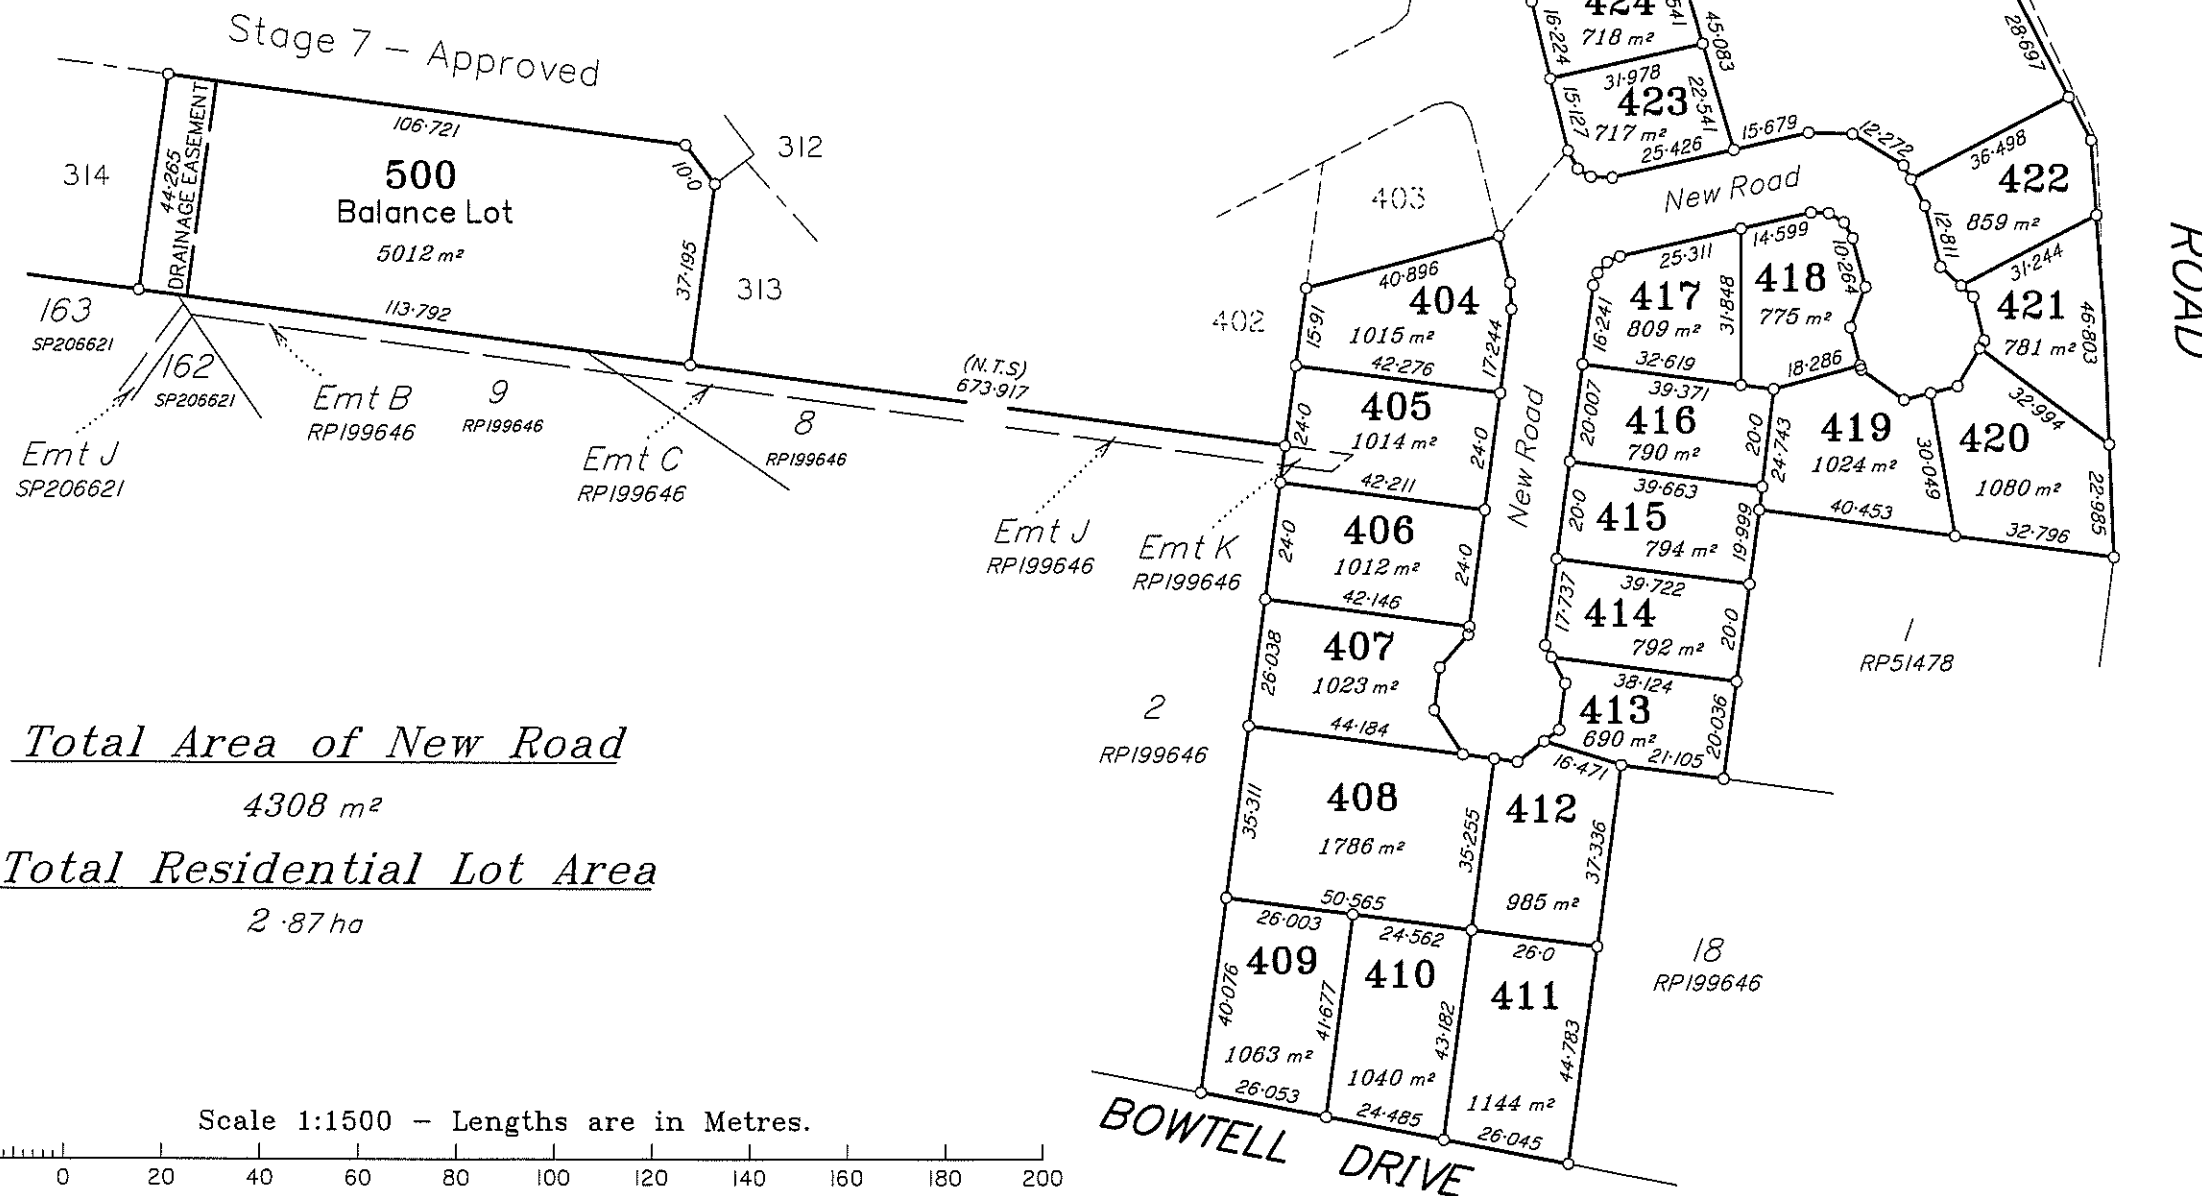 Stage 7 - Approved
106·721
10·0
312
314
44·265
DRAINAGE EASEMENT
500
Balance Lot
5012 m²
37·195
313
113·792
163
SP206621
162
SP206621
Emt J
SP206621
Emt B
RP199646
9
RP199646
Emt C
RP199646
8
RP199646
(N.T.S)
673·917
Emt J
RP199646
Emt K
RP199646
2
RP199646
402
403
424
718 m²
16·224
45·083
31·978
423
717 m²
15·127
22·541
25·426
15·679
12·272
28·697
New Road
36·498
422
859 m²
12·811
31·244
421
781 m²
46·803
ROAD
40·896
404
1015 m²
15·91
17·244
42·276
405
1014 m²
24·0
24·0
42·211
406
1012 m²
24·0
24·0
42·146
407
1023 m²
26·038
44·184
New Road
25·311
417
809 m²
16·241
31·848
32·619
14·599
418
775 m²
10·264
18·286
39·371
416
790 m²
20·007
20·0
24·743
419
1024 m²
30·049
40·453
420
1080 m²
32·994
22·985
32·796
39·663
415
794 m²
20·0
19·999
39·722
414
792 m²
17·737
20·0
38·124
413
690 m²
20·036
21·105
16·471
1
RP51478
408
1786 m²
35·311
35·255
50·565
412
985 m²
37·336
26·003
409
1063 m²
40·076
41·677
26·053
24·562
410
1040 m²
43·182
24·485
26·0
411
1144 m²
44·783
26·045
18
RP199646
BOWTELL DRIVE
Total Area of New Road
4308 m²
Total Residential Lot Area
2·87 ha
Scale 1:1500 - Lengths are in Metres.
0 20 40 60 80 100 120 140 160 180 200